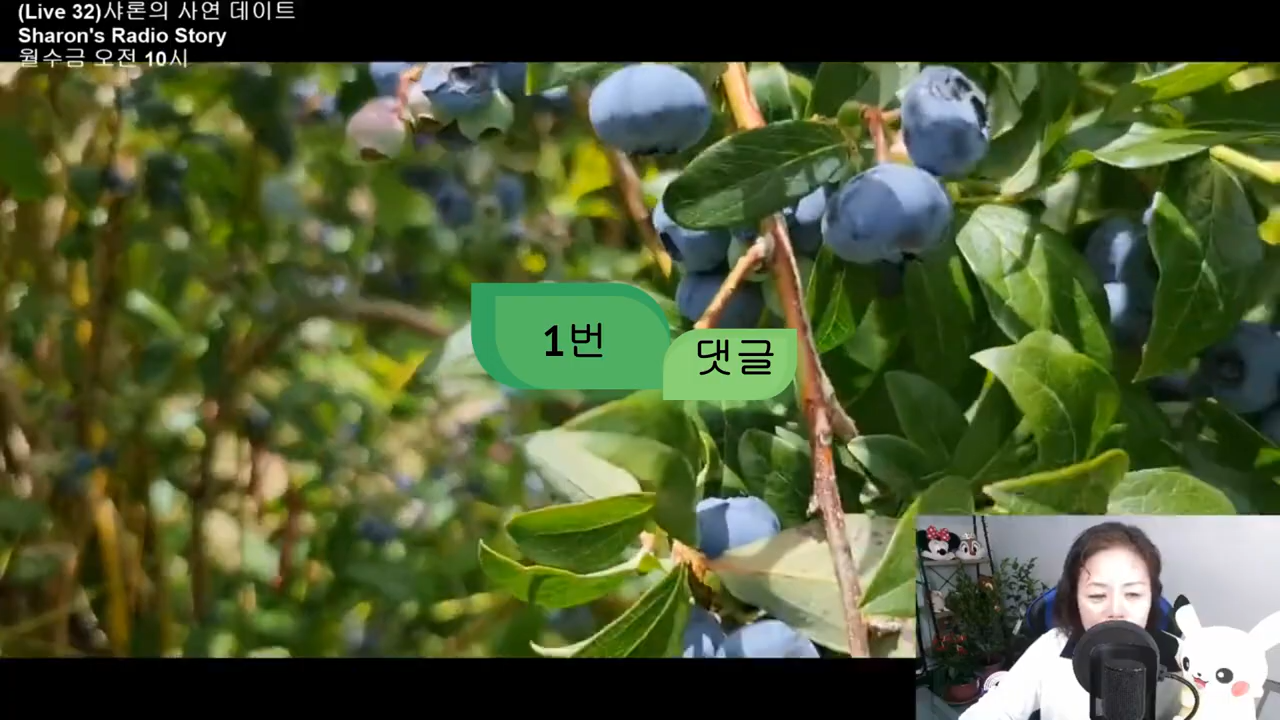 (Live 32)샤론의 사연 데이트
Sharon's Radio Story
월수금 오전 10시
1번
댓글